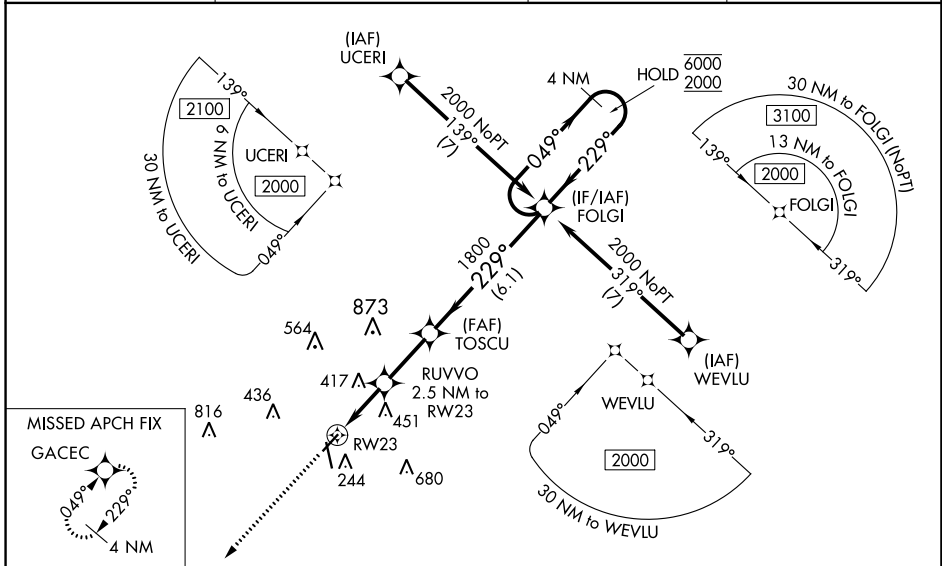 (IAF)
UCERI
4 NM
HOLD
6000
2000
2000 NoPT
139°
(7)
049°
229°
(IF/IAF)
FOLGI
139°
2100
9 NM to UCERI
UCERI
2000
30 NM to UCERI
049°
30 NM to FOLGI (NoPT)
3100
139°
13 NM to FOLGI
2000
FOLGI
319°
319°
1800
229°
(6.1)
2000 NoPT
319°
(7)
(IAF)
WEVLU
873
564
(FAF)
TOSCU
417
RUVVO
2.5 NM to
RW23
436
816
451
RW23
244
680
WEVLU
049°
319°
2000
30 NM to WEVLU
MISSED APCH FIX
GACEC
049°
229°
4 NM